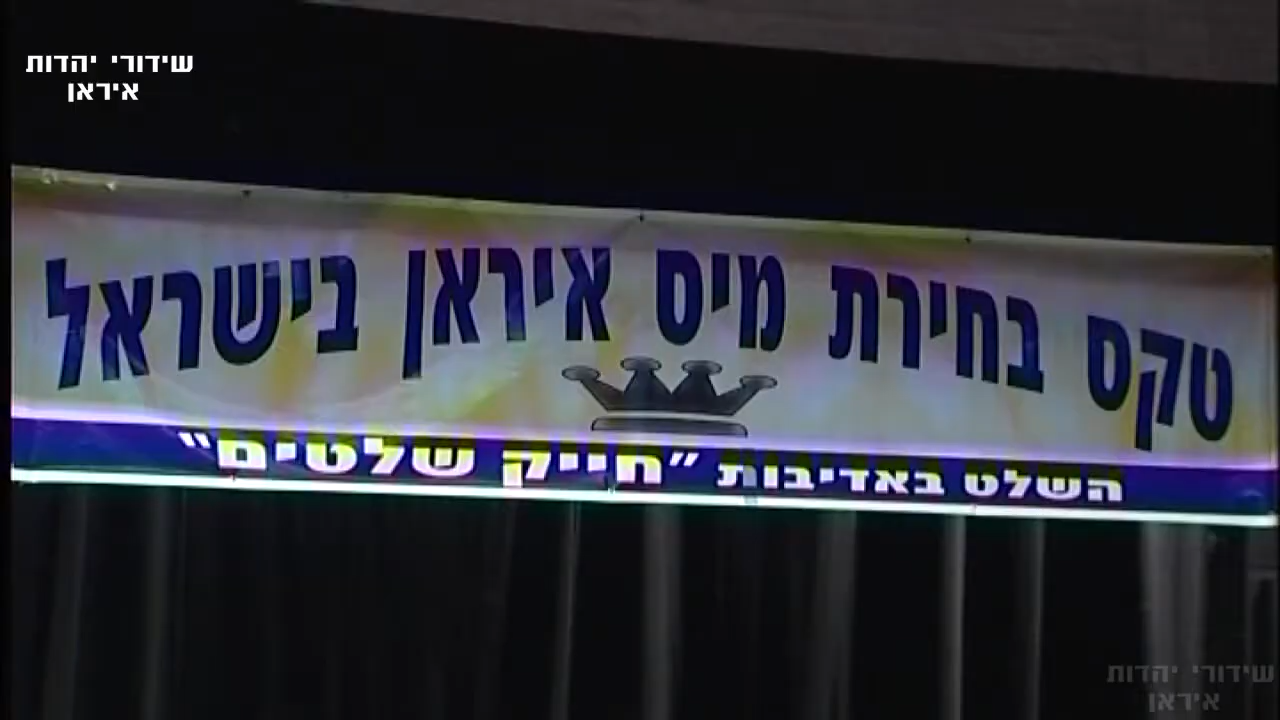 שידורי יהדות
איראן
טקס בחירת מיס איראן בישראל
השלט באדיבות "חייק שלטים"
שידורי יהדות
איראן